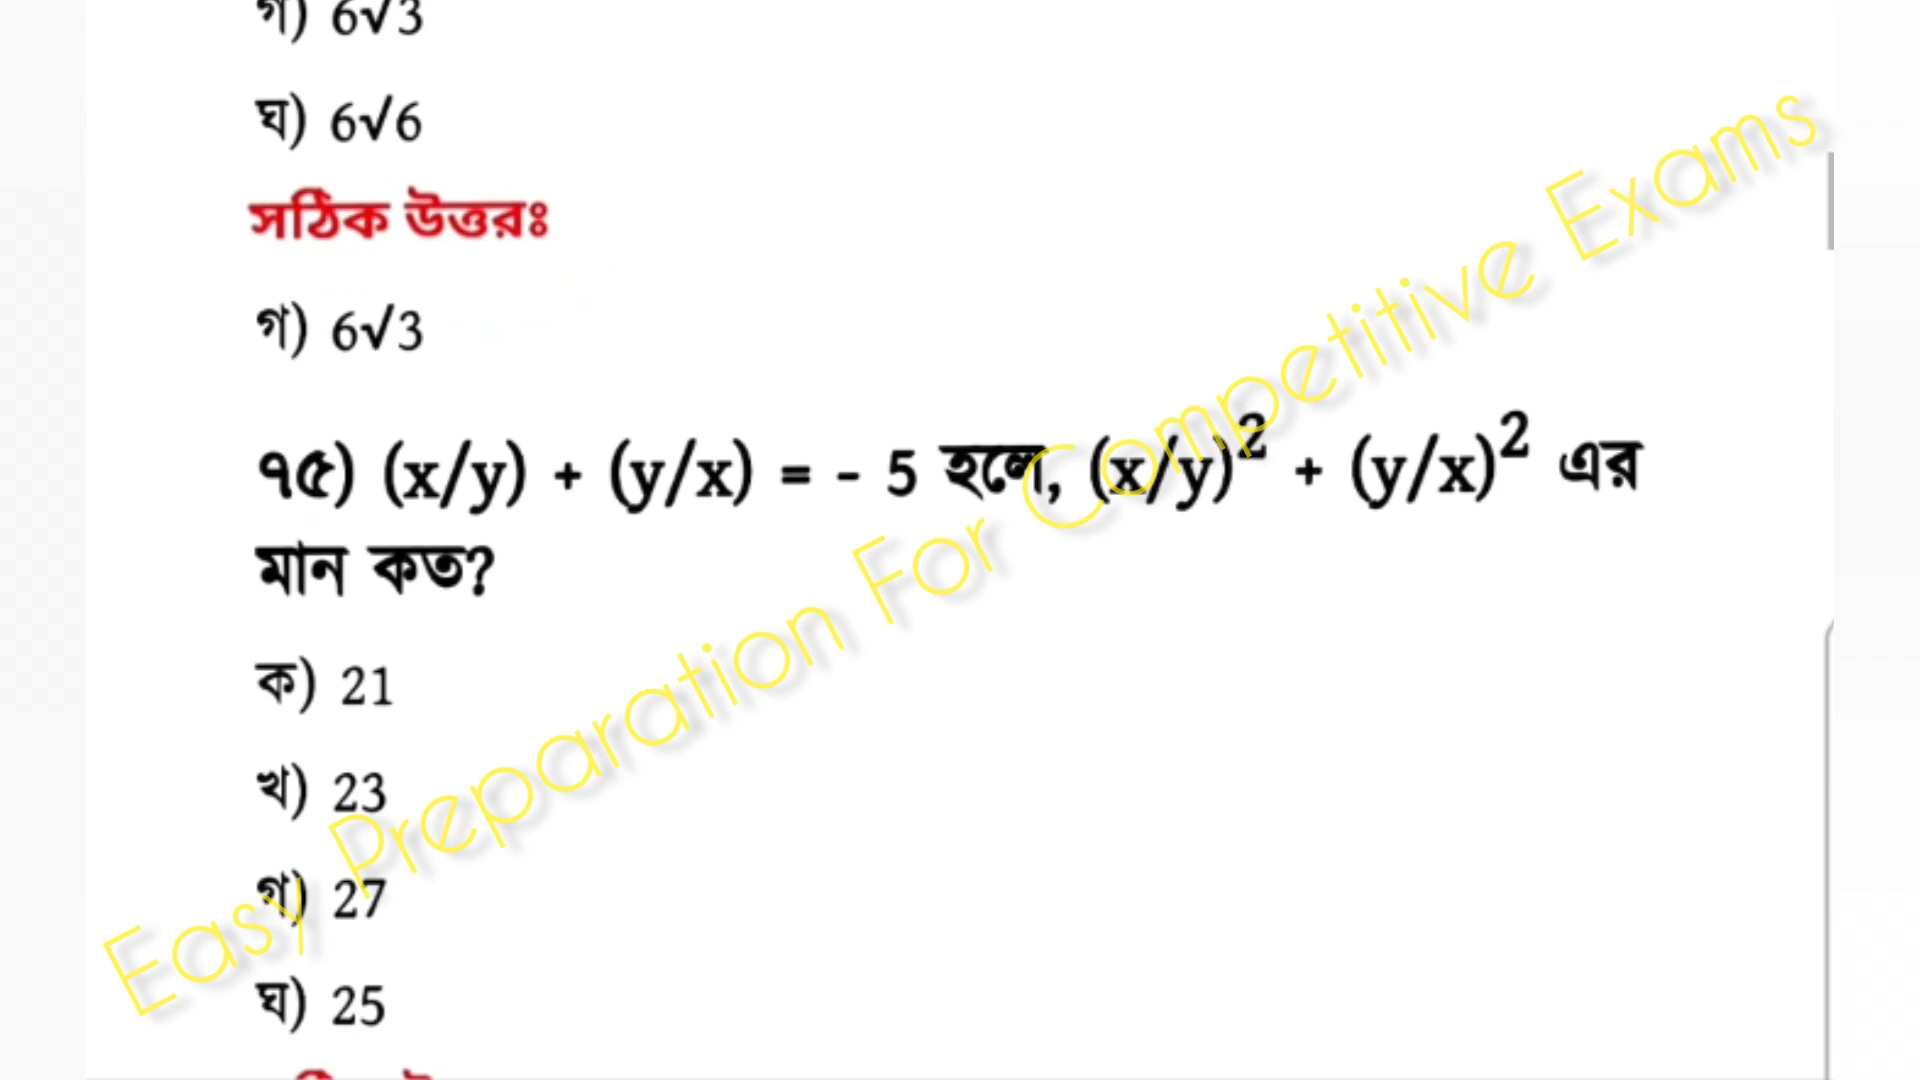 গ) 6√3
ঘ) 6√6
সঠিক উত্তরঃ
গ) 6√3
৭৫) (x/y) + (y/x) = - 5 হলে, (x/y)² + (y/x)² এর
মান কত?
ক) 21
খ) 23
গ) 27
ঘ) 25
Easy Preparation For Competitive Exams